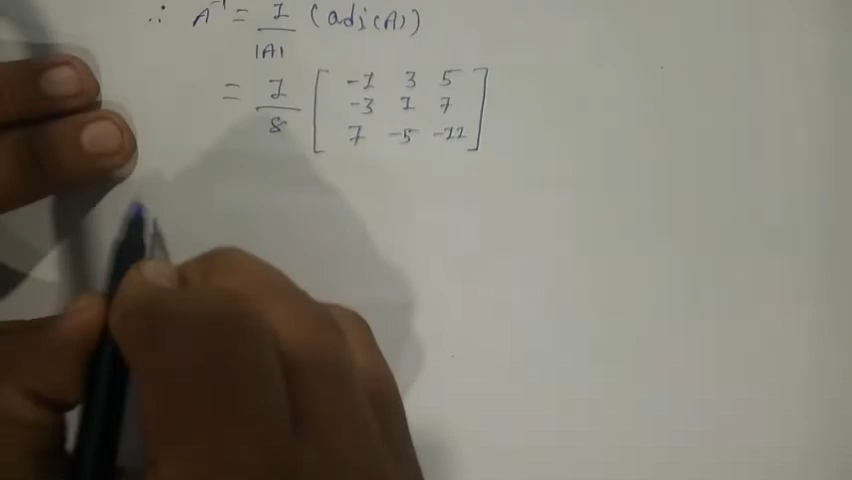 ∴ A⁻¹ = 1/|A| (adj(A))
= 1/8 [ -1 3 5
-3 1 7
7 -5 -11 ]